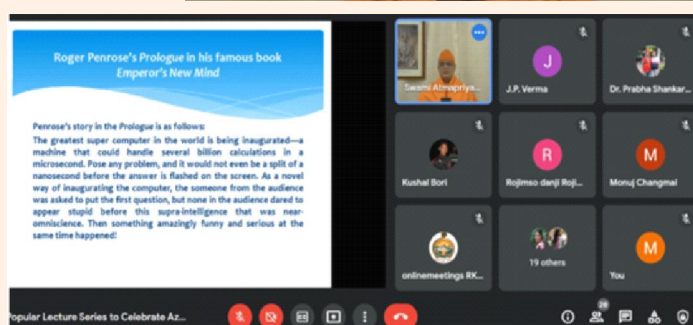 Roger Penrose's Prologue in his famous book
Emperor's New Mind
Penrose's story in the Prologue is as follows:
The greatest super computer in the world is being inaugurated—a
machine that could handle several billion calculations in a
microsecond. Pose any problem, and it would not even be a split of a
nanosecond before the answer is flashed on the screen. As a novel
way of inaugurating the computer, the someone from the audience
was asked to put the first question, but none in the audience dared to
appear stupid before this supra-intelligence that was near-
omniscience. Then something amazingly funny and serious at the
same time happened!
Swami Atmapriya...
J
J.P. Verma
Dr. Prabha Shankar...
Kushal Bori
R
Rojimso danji Roji...
M
Monuj Changmai
onlinemeetings RK...
19 others
M
You
Popular Lecture Series to Celebrate Az...
28